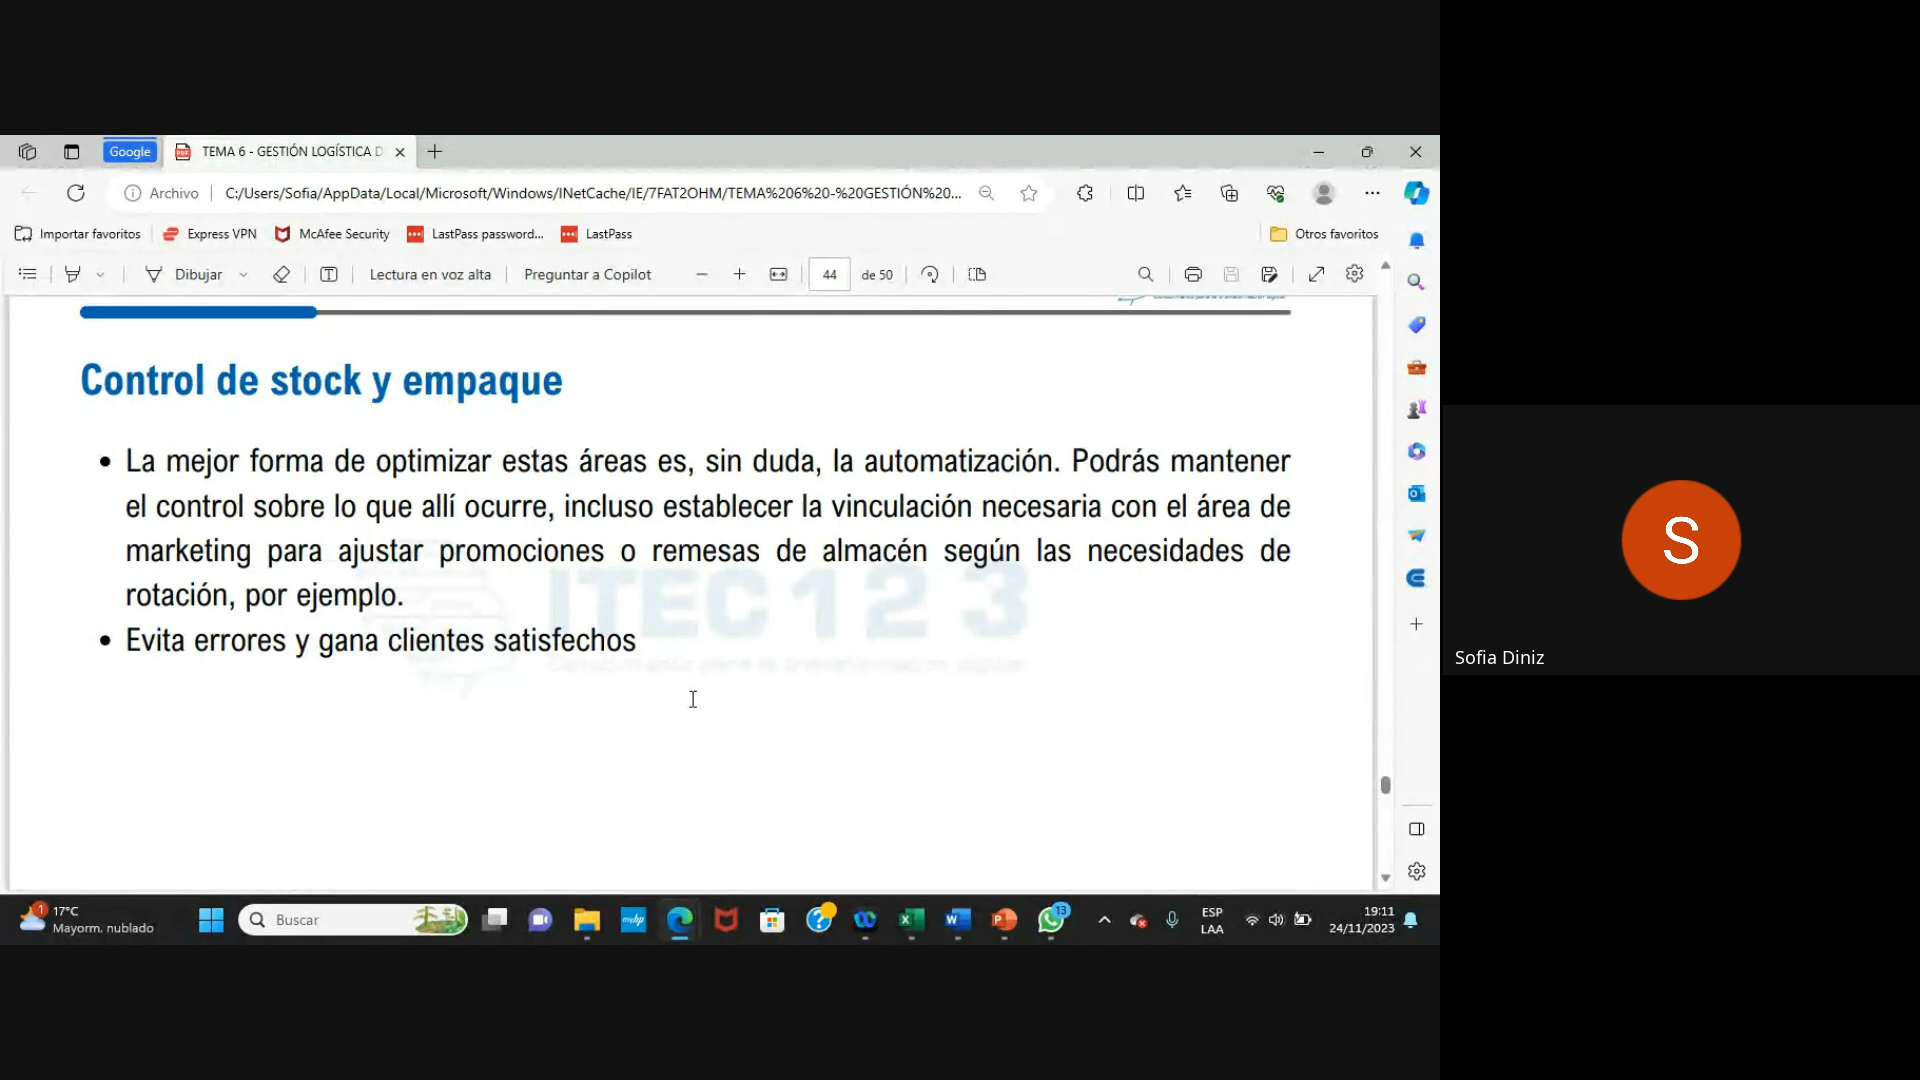 Google
TEMA 6 - GESTIÓN LOGÍSTICA D
Archivo
C:/Users/Sofia/AppData/Local/Microsoft/Windows/INetCache/IE/7FAT2OHM/TEMA%206%20-%20GESTIÓN%20...
Importar favoritos
Express VPN
McAfee Security
LastPass password...
LastPass
Otros favoritos
Dibujar
Lectura en voz alta
Preguntar a Copilot
44
de 50
Control de stock y empaque
• La mejor forma de optimizar estas áreas es, sin duda, la automatización. Podrás mantener
el control sobre lo que allí ocurre, incluso establecer la vinculación necesaria con el área de
marketing para ajustar promociones o remesas de almacén según las necesidades de
rotación, por ejemplo.
• Evita errores y gana clientes satisfechos
ITEC 1 2 3
S
Sofia Diniz
1
17°C
Mayorm. nublado
Buscar
myhp
13
ESP
LAA
19:11
24/11/2023